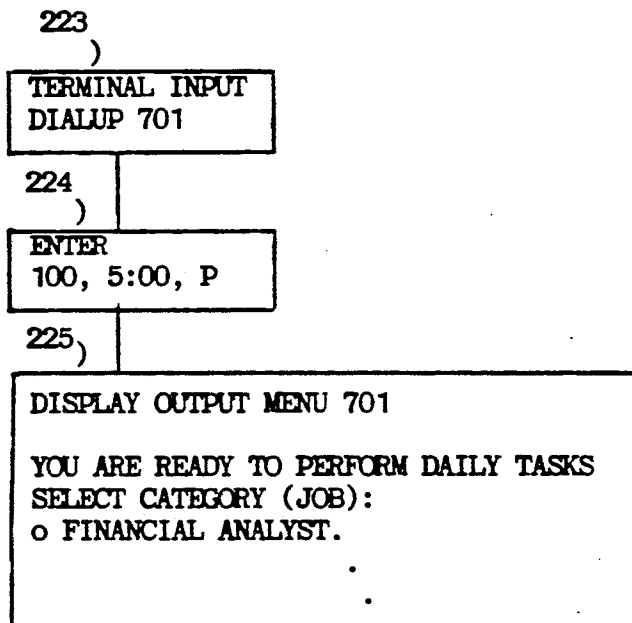 223
)
TERMINAL INPUT
DIALUP 701
224
)
ENTER
100, 5:00, P
225
)
DISPLAY OUTPUT MENU 701
YOU ARE READY TO PERFORM DAILY TASKS
SELECT CATEGORY (JOB):
o FINANCIAL ANALYST.
.
.